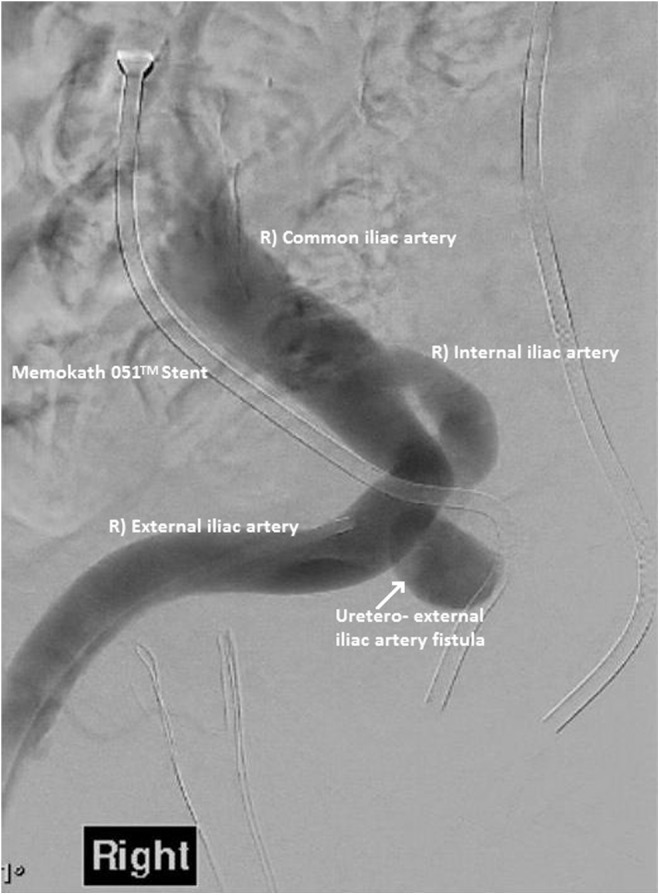 R) Common iliac artery
R) Internal iliac artery
Memokath 051™ Stent
R) External iliac artery
Uretero- external
iliac artery fistula
Right